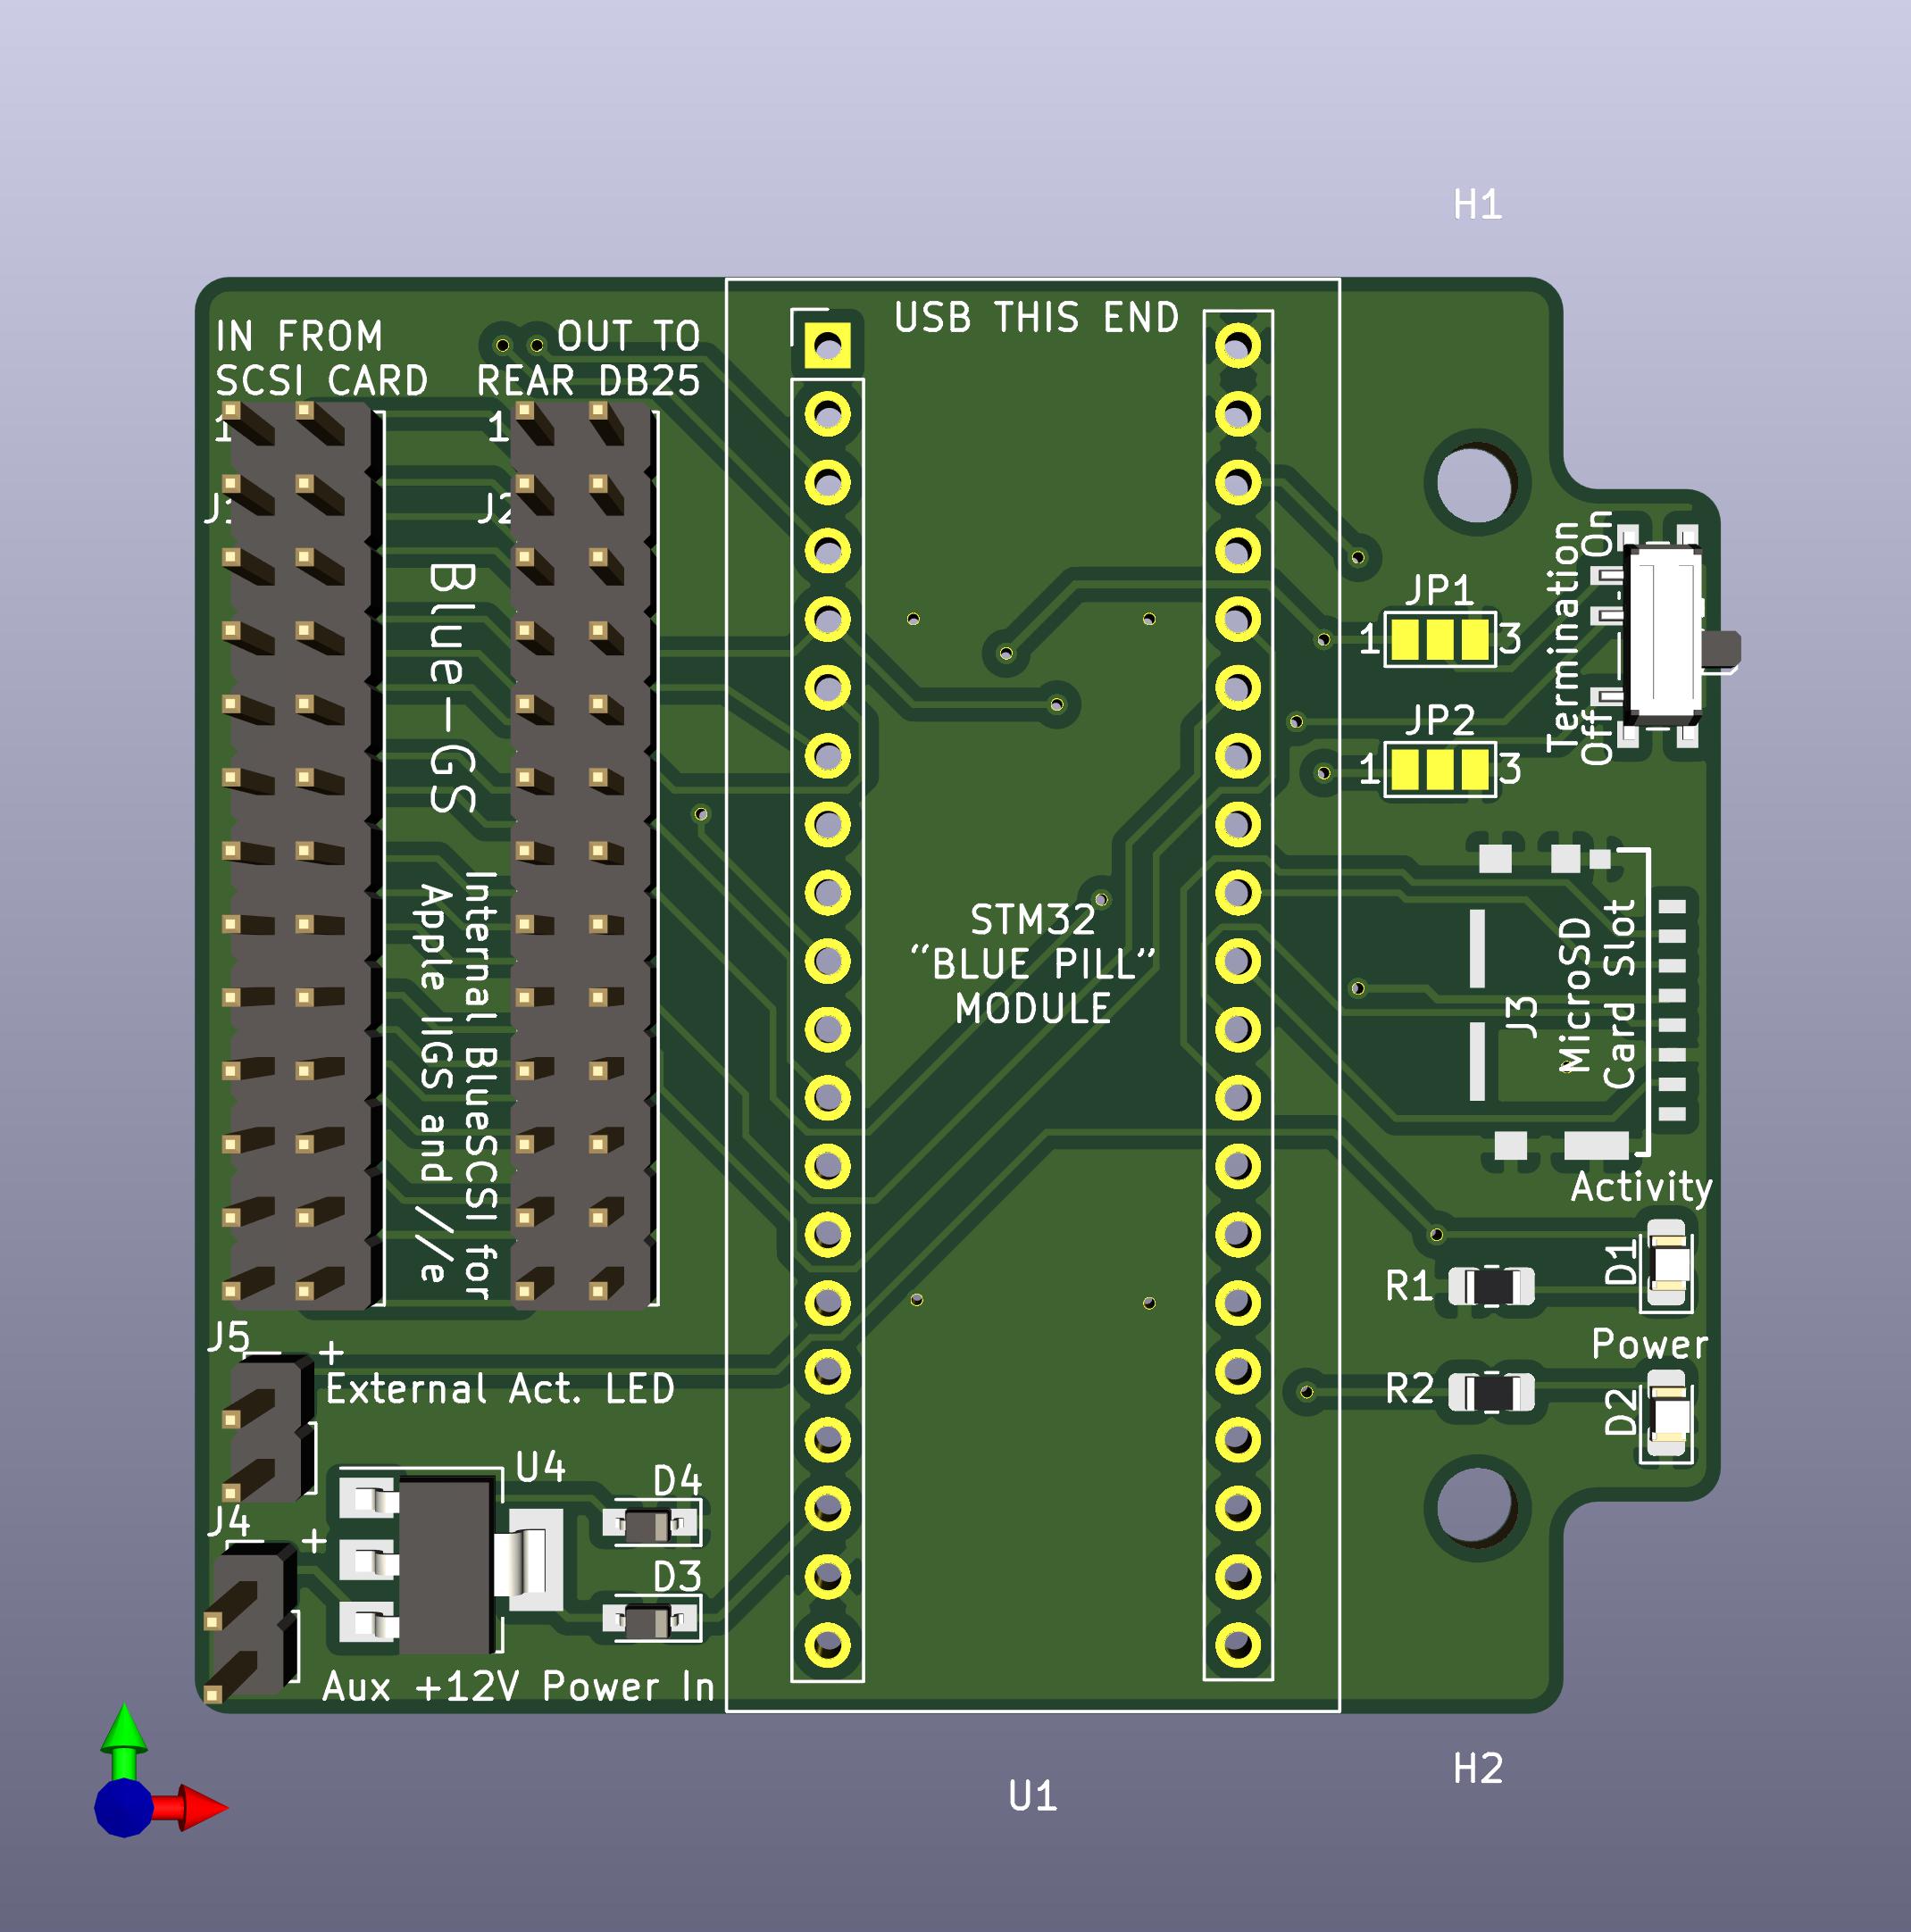 H1
USB THIS END
IN FROM
SCSI CARD
OUT TO
REAR DB25
1
1
J1
J2
Blue-GS
Internal BlueSCSI for
Apple IIGS and //e
STM32
“BLUE PILL”
MODULE
JP1
1
3
JP2
1
3
Termination
On
Off
J3
MicroSD
Card Slot
Activity
D1
R1
Power
R2
D2
J5
+
External Act. LED
U4
D4
J4
+
D3
Aux +12V Power In
H2
U1